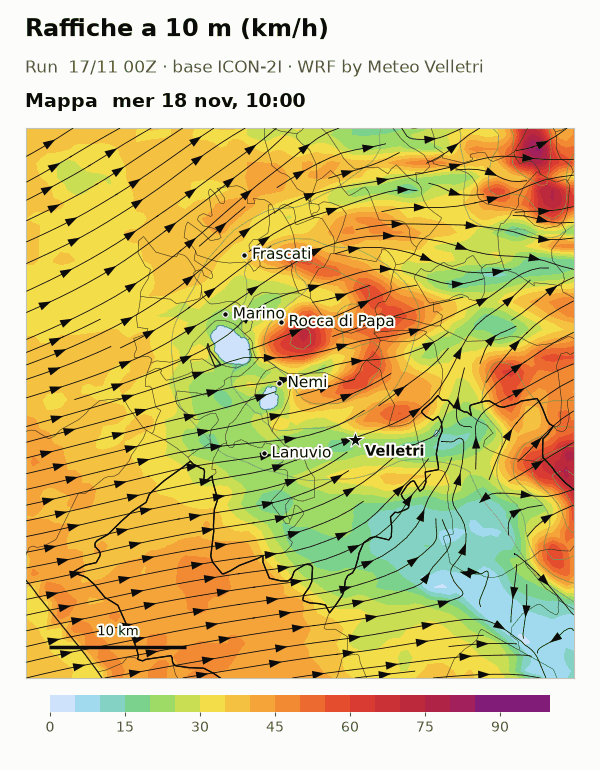 Raffiche a 10 m (km/h)
Run  17/11 00Z · base ICON-2I · WRF by Meteo Velletri
Mappa  mer 18 nov, 10:00
Frascati
Marino
Rocca di Papa
Nemi
Velletri
Lanuvio
10 km
0 15 30 45 60 75 90